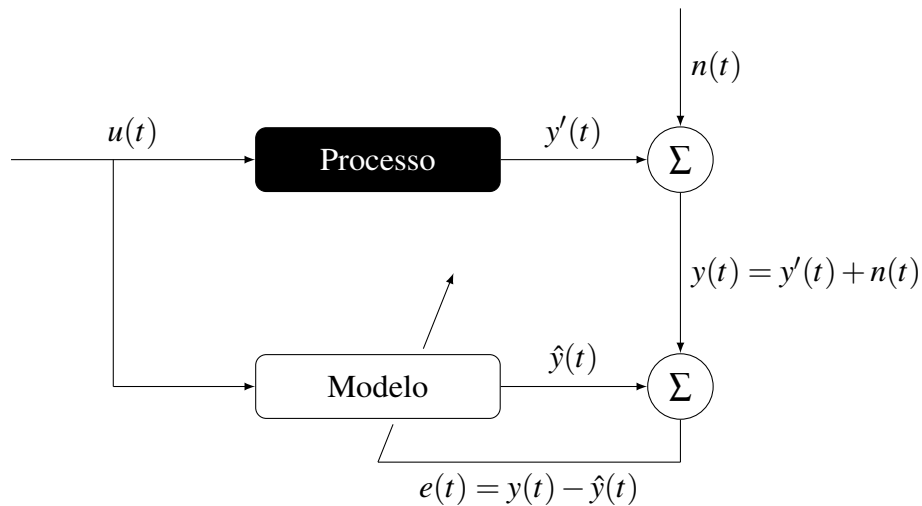 n(t)
u(t)
Processo
y′(t)
Σ
y(t) = y′(t) + n(t)
Modelo
ŷ(t)
Σ
e(t) = y(t) − ŷ(t)